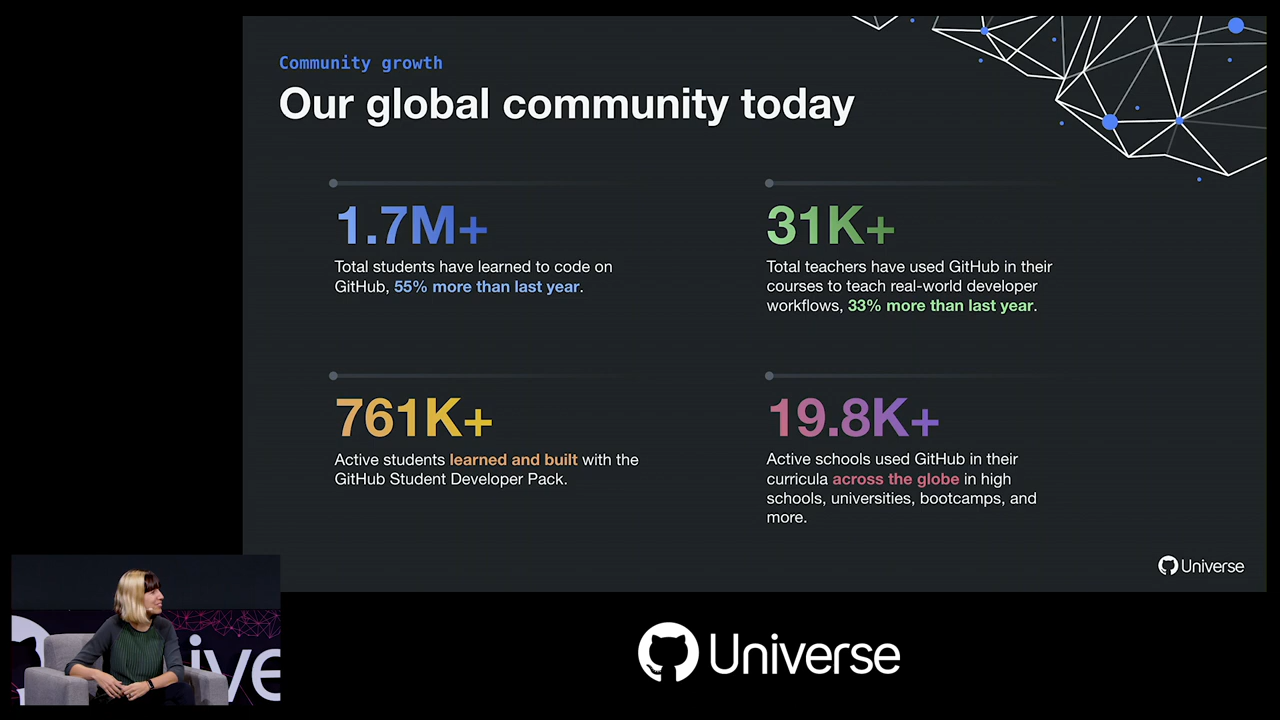 Community growth
Our global community today
1.7M+
Total students have learned to code on
GitHub, 55% more than last year.
31K+
Total teachers have used GitHub in their
courses to teach real-world developer
workflows, 33% more than last year.
761K+
Active students learned and built with the
GitHub Student Developer Pack.
19.8K+
Active schools used GitHub in their
curricula across the globe in high
schools, universities, bootcamps, and
more.
Universe
ive
Universe